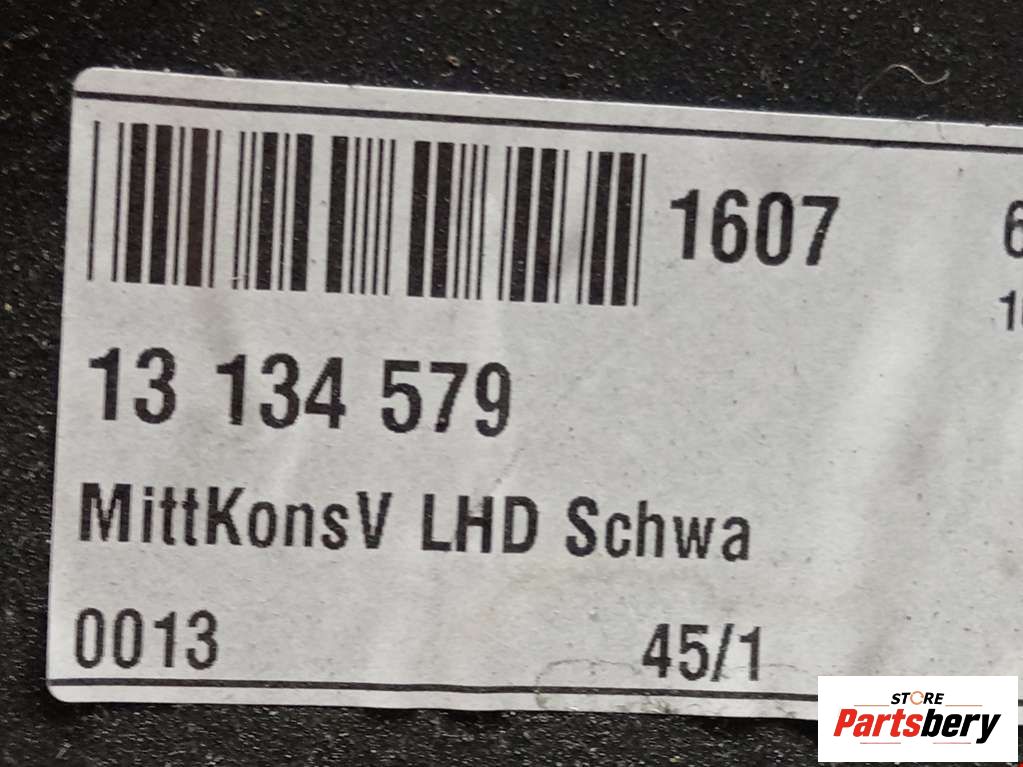 1607
13 134 579
MittKonsV LHD Schwa
0013 45/1
STORE
Partsbery